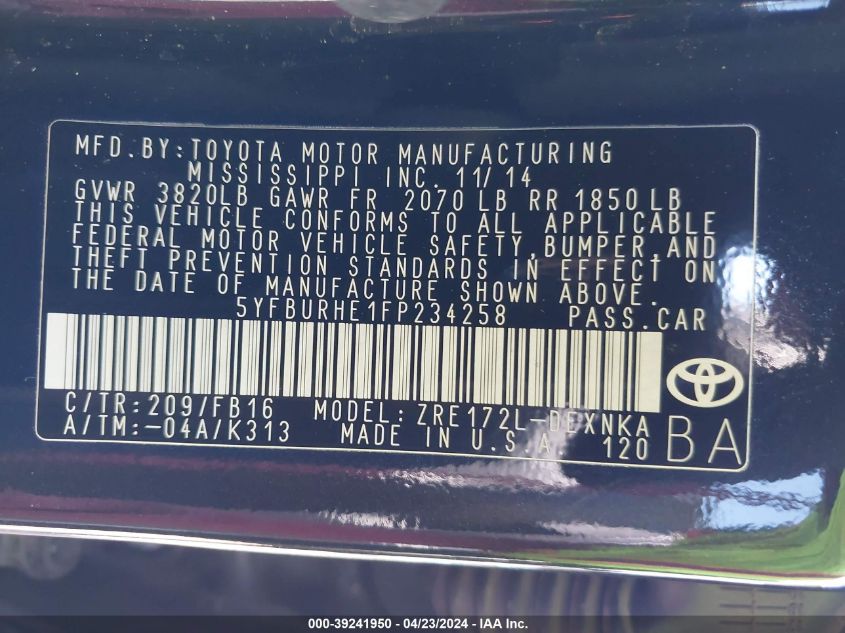 MFD.BY:TOYOTA MOTOR MANUFACTURING
MISSISSIPPI INC. 11/14
GVWR 3820LB GAWR FR 2070 LB RR 1850 LB
THIS VEHICLE CONFORMS TO ALL APPLICABLE
FEDERAL MOTOR VEHICLE SAFETY,BUMPER,AND
THEFT PREVENTION STANDARDS IN EFFECT ON
THE DATE OF MANUFACTURE SHOWN ABOVE.
5YFBURHE1FP234258 PASS.CAR
C/TR:209/FB16 MODEL:ZRE172L-DEXNKA
A/TM:-04A/K313 MADE IN U.S.A. 120 BA
000-39241950 - 04/23/2024 - IAA Inc.